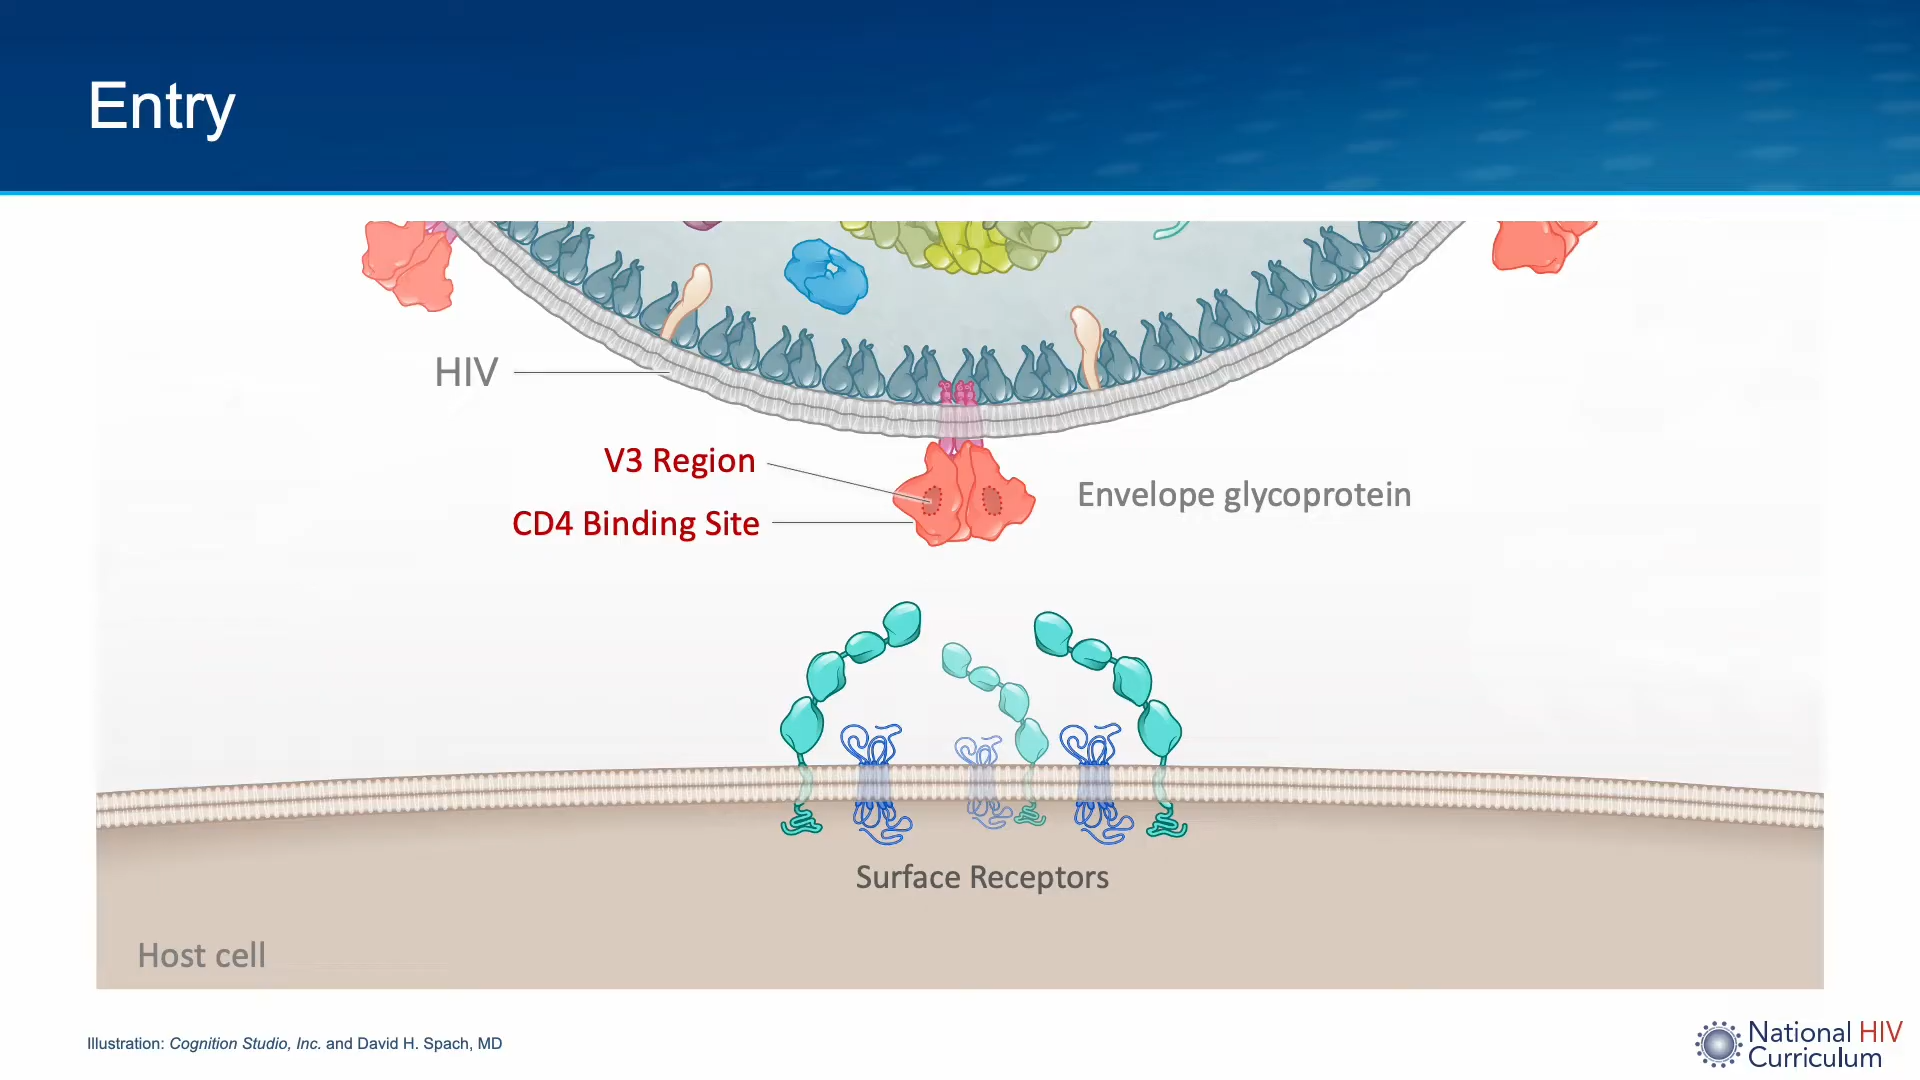 Entry
HIV
V3 Region
CD4 Binding Site
Envelope glycoprotein
Surface Receptors
Host cell
Illustration: Cognition Studio, Inc. and David H. Spach, MD
National HIV
Curriculum